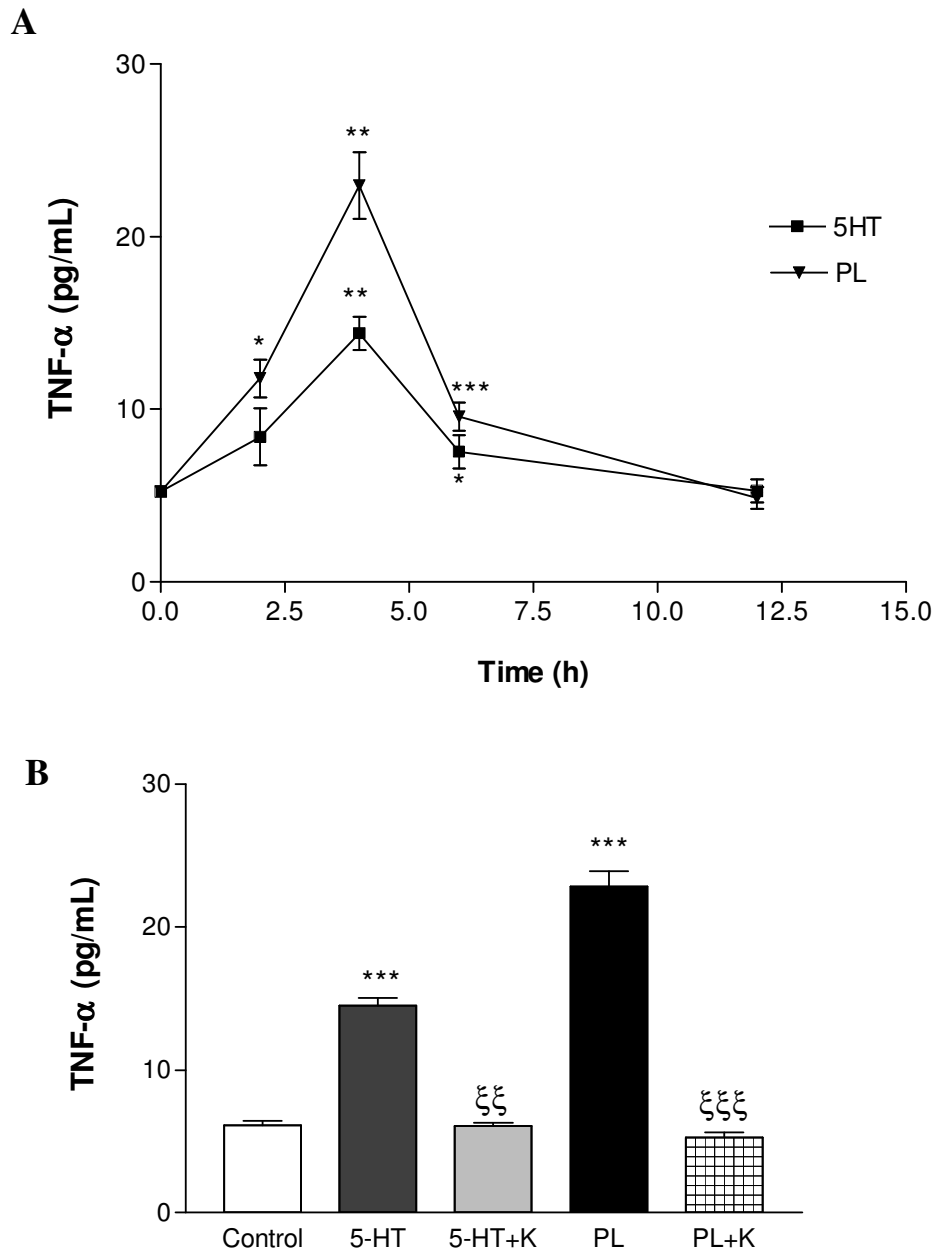 A
30
**
20
**
*
10
***
*
0
0.0 2.5 5.0 7.5 10.0 12.5 15.0
TNF-α (pg/mL)
Time (h)
5HT
PL
B
30
***
20
***
10
ξξ
ξξξ
0
TNF-α (pg/mL)
Control 5-HT 5-HT+K PL PL+K